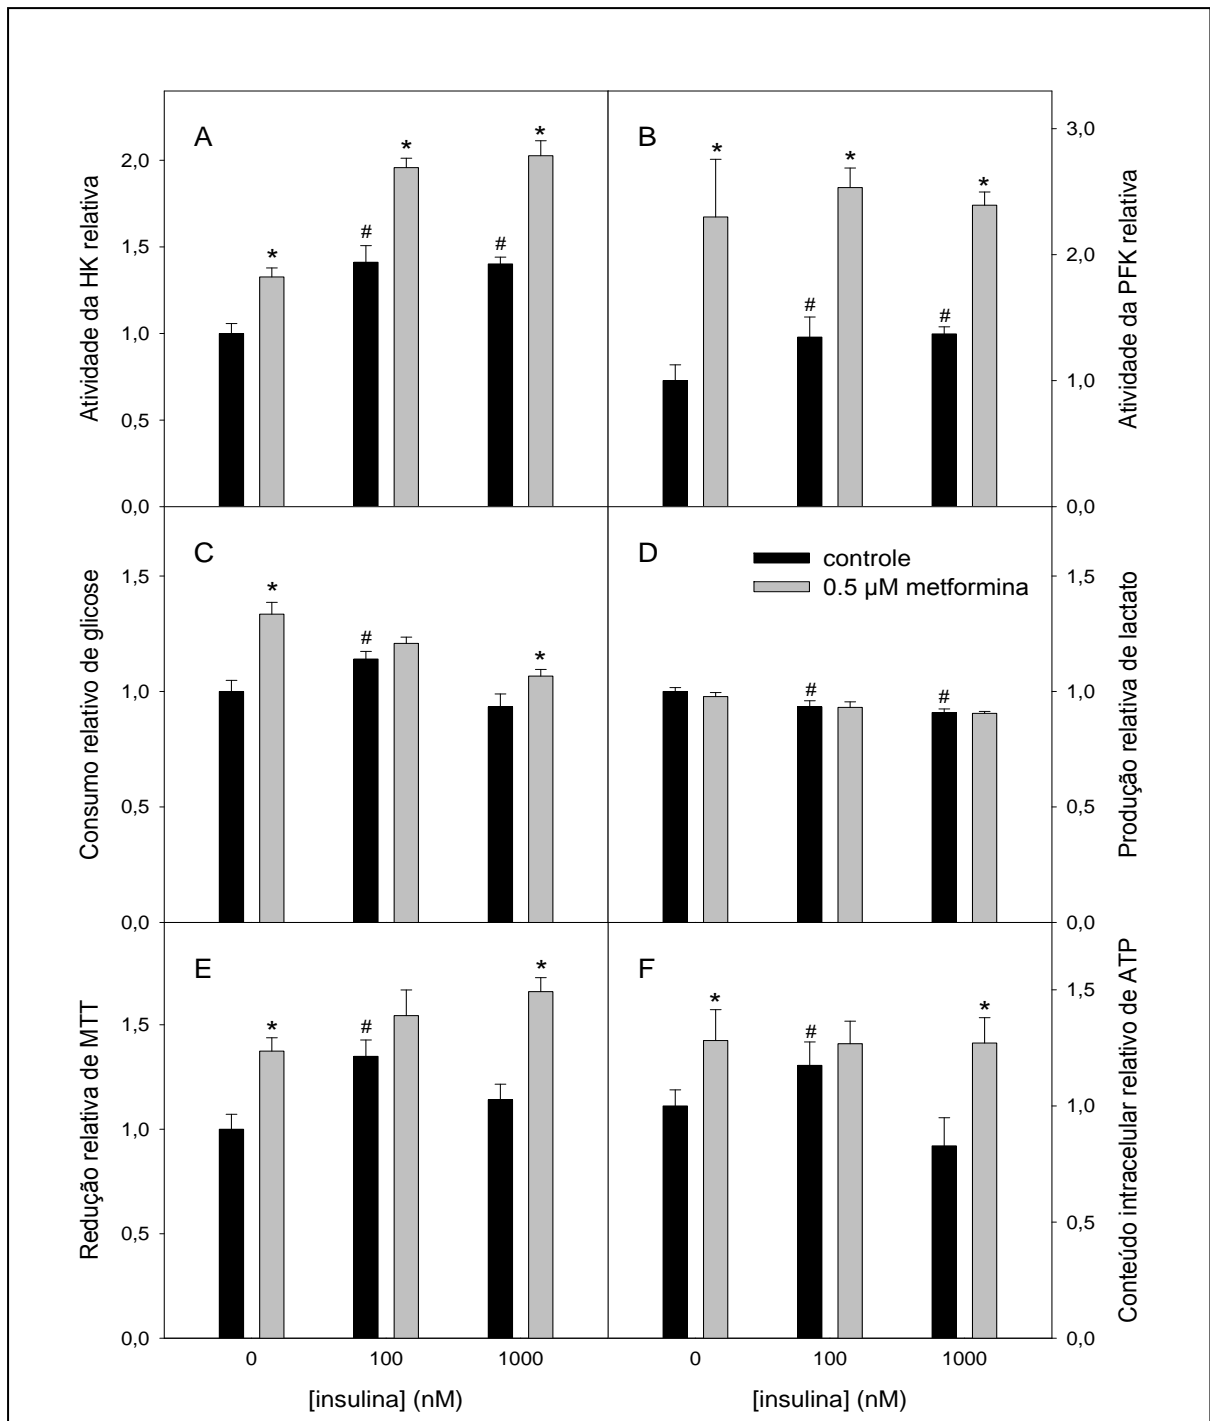 A
*
*
*
#
#
2,0
1,5
1,0
0,5
0,0
Atividade da HK relativa
B
*
*
*
#
#
3,0
2,0
1,0
0,0
Atividade da PFK relativa
C
*
#
*
1,5
1,0
0,5
0,0
Consumo relativo de glicose
D
controle
0.5 µM metformina
#
#
1,5
1,0
0,5
0,0
Produção relativa de lactato
E
*
#
*
1,5
1,0
0,5
0,0
Redução relativa de MTT
0 100 1000
[insulina] (nM)
F
*
#
*
1,5
1,0
0,5
0,0
Conteúdo intracelular relativo de ATP
0 100 1000
[insulina] (nM)